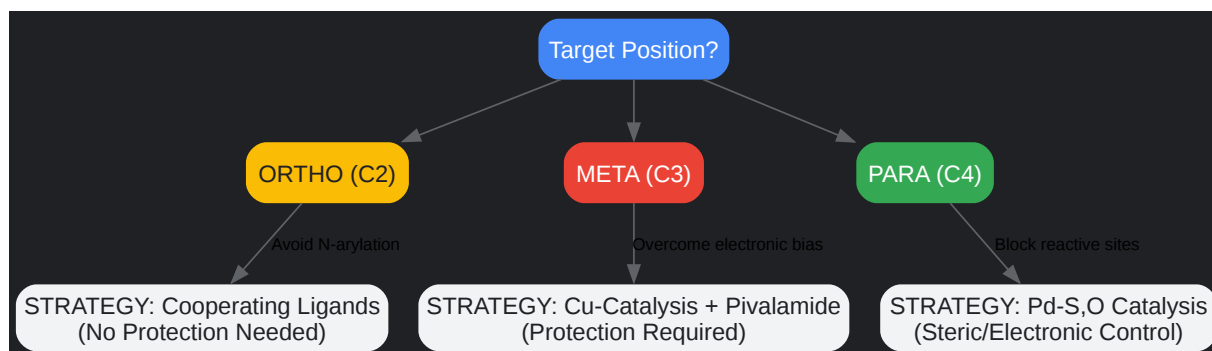 Target Position?
ORTHO (C2)
META (C3)
PARA (C4)
Avoid N-arylation
Overcome electronic bias
Block reactive sites
STRATEGY: Cooperating Ligands
(No Protection Needed)
STRATEGY: Cu-Catalysis + Pivalamide
(Protection Required)
STRATEGY: Pd-S,O Catalysis
(Steric/Electronic Control)